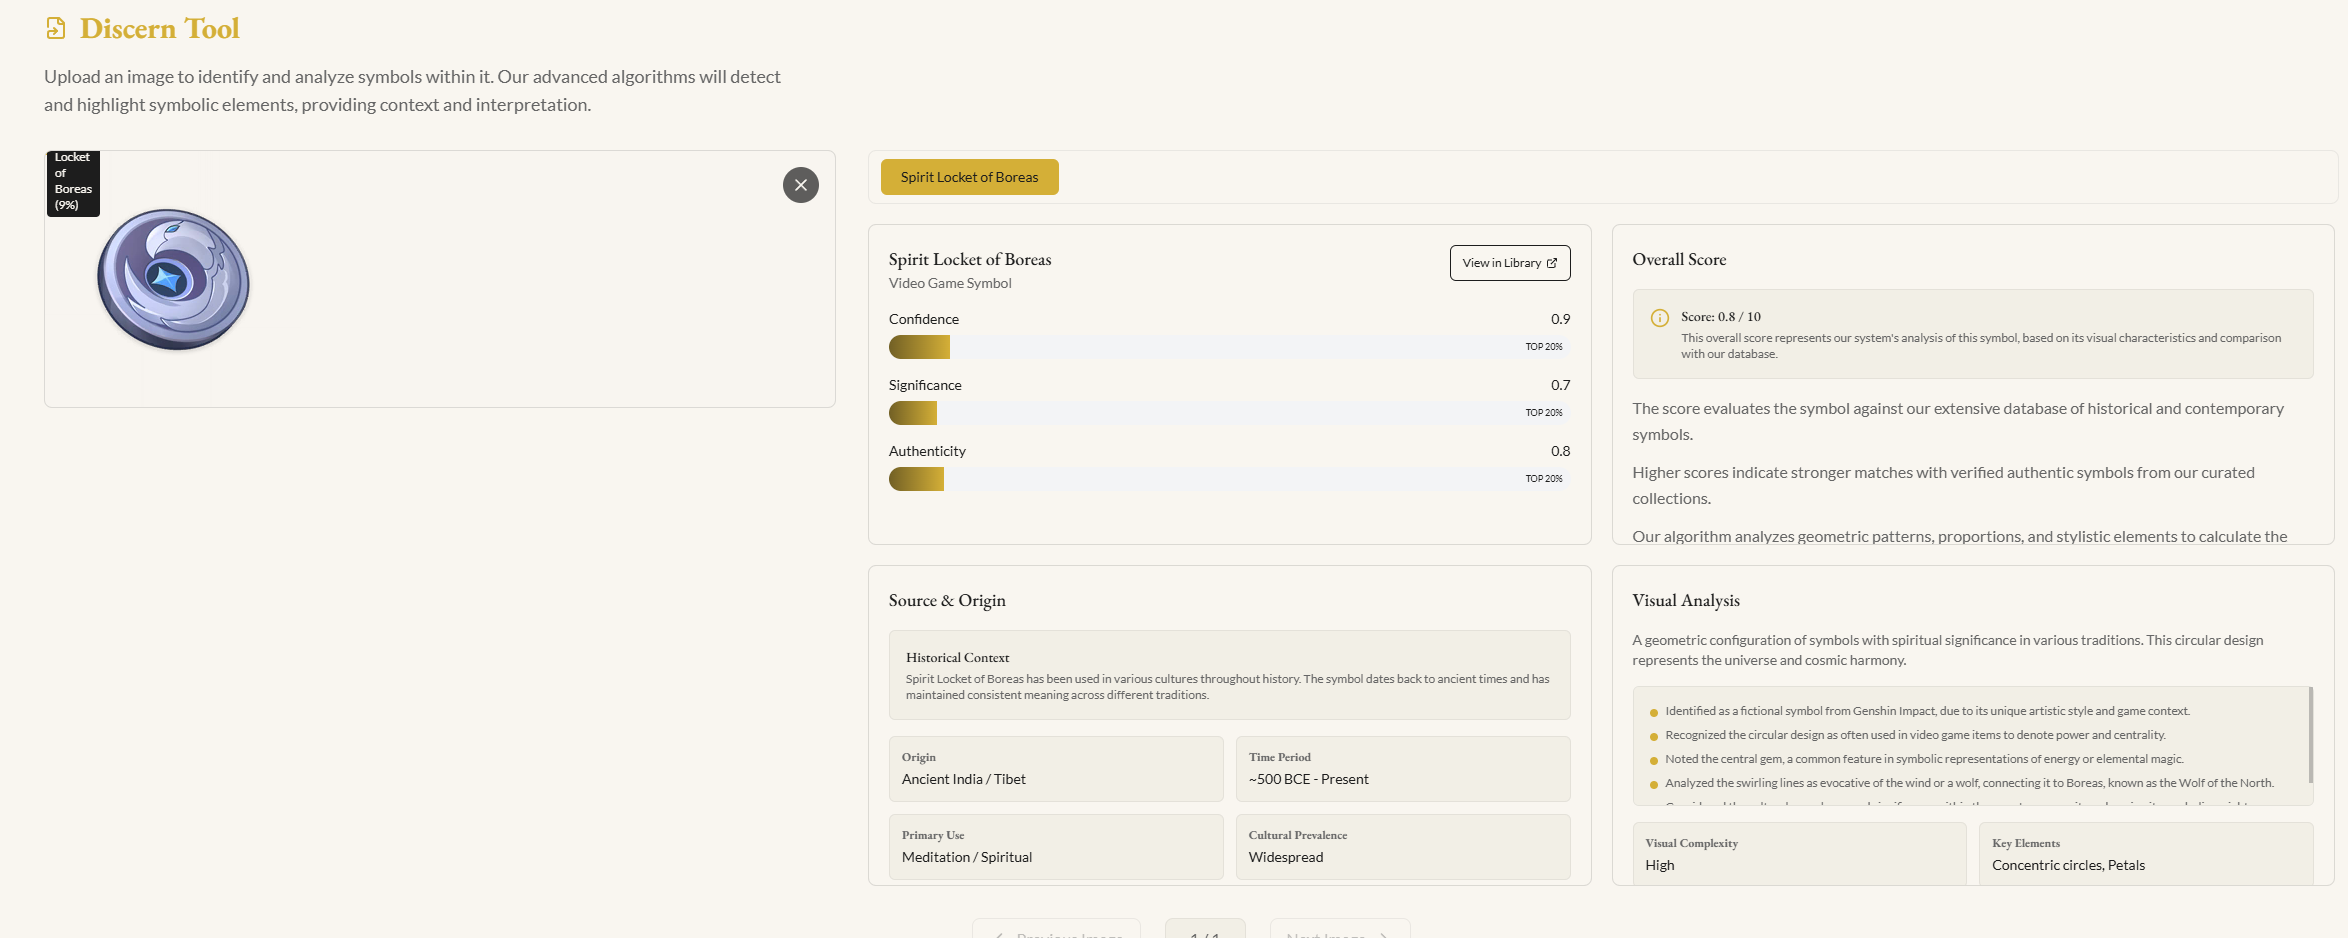 Discern Tool
Upload an image to identify and analyze symbols within it. Our advanced algorithms will detect
and highlight symbolic elements, providing context and interpretation.
Locket
of
Boreas
(9%)
Spirit Locket of Boreas
Spirit Locket of Boreas
Video Game Symbol
View in Library
Confidence
0.9
TOP 20%
Significance
0.7
TOP 20%
Authenticity
0.8
TOP 20%
Overall Score
Score: 0.8 / 10
This overall score represents our system's analysis of this symbol, based on its visual characteristics and comparison
with our database.
The score evaluates the symbol against our extensive database of historical and contemporary
symbols.
Higher scores indicate stronger matches with verified authentic symbols from our curated
collections.
Our algorithm analyzes geometric patterns, proportions, and stylistic elements to calculate the
Source & Origin
Historical Context
Spirit Locket of Boreas has been used in various cultures throughout history. The symbol dates back to ancient times and has
maintained consistent meaning across different traditions.
Origin
Ancient India / Tibet
Time Period
~500 BCE - Present
Primary Use
Meditation / Spiritual
Cultural Prevalence
Widespread
Visual Analysis
A geometric configuration of symbols with spiritual significance in various traditions. This circular design
represents the universe and cosmic harmony.
Identified as a fictional symbol from Genshin Impact, due to its unique artistic style and game context.
Recognized the circular design as often used in video game items to denote power and centrality.
Noted the central gem, a common feature in symbolic representations of energy or elemental magic.
Analyzed the swirling lines as evocative of the wind or a wolf, connecting it to Boreas, known as the Wolf of the North.
Visual Complexity
High
Key Elements
Concentric circles, Petals
Previous Image
1 / 1
Next Image